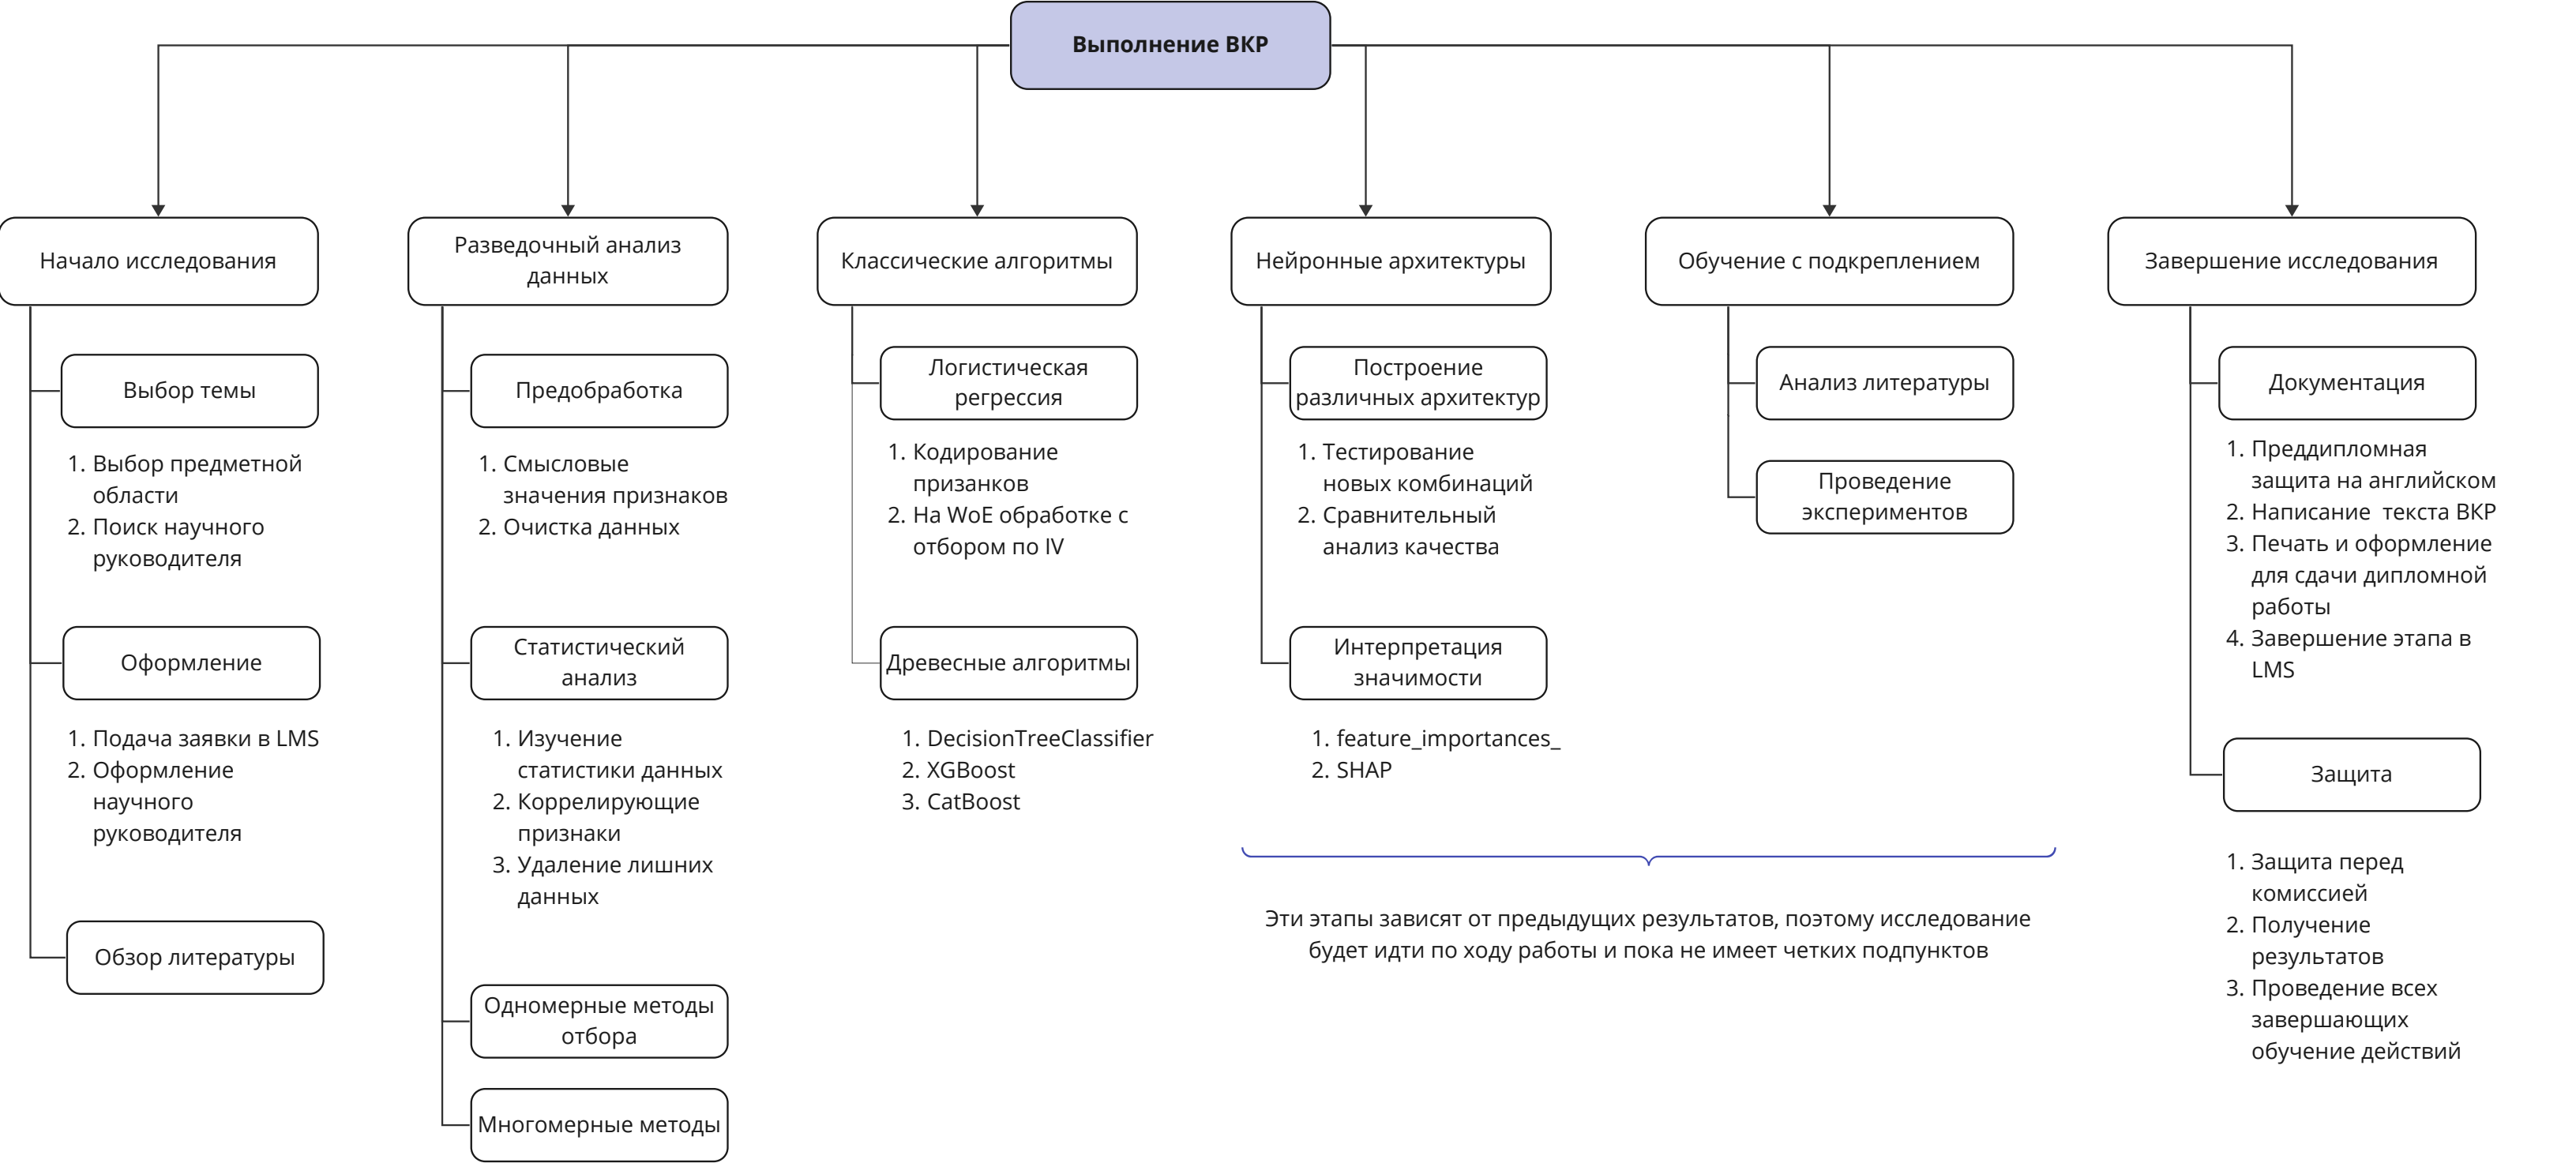 Выполнение ВКР
Начало исследования
Выбор темы
1. Выбор предметной
области
2. Поиск научного
руководителя
Оформление
1. Подача заявки в LMS
2. Оформление
научного
руководителя
Обзор литературы
Разведочный анализ
данных
Предобработка
1. Смысловые
значения признаков
2. Очистка данных
Статистический
анализ
1. Изучение
статистики данных
2. Коррелирующие
признаки
3. Удаление лишних
данных
Одномерные методы
отбора
Многомерные методы
Классические алгоритмы
Логистическая
регрессия
1. Кодирование
призанков
2. На WoE обработке с
отбором по IV
Древесные алгоритмы
1. DecisionTreeClassifier
2. XGBoost
3. CatBoost
Нейронные архитектуры
Построение
различных архитектур
1. Тестирование
новых комбинаций
2. Сравнительный
анализ качества
Интерпретация
значимости
1. feature_importances_
2. SHAP
Обучение с подкреплением
Анализ литературы
Проведение
экспериментов
Эти этапы зависят от предыдущих результатов, поэтому исследование
будет идти по ходу работы и пока не имеет четких подпунктов
Завершение исследования
Документация
1. Преддипломная
защита на английском
2. Написание  текста ВКР
3. Печать и оформление
для сдачи дипломной
работы
4. Завершение этапа в
LMS
Защита
1. Защита перед
комиссией
2. Получение
результатов
3. Проведение всех
завершающих
обучение действий